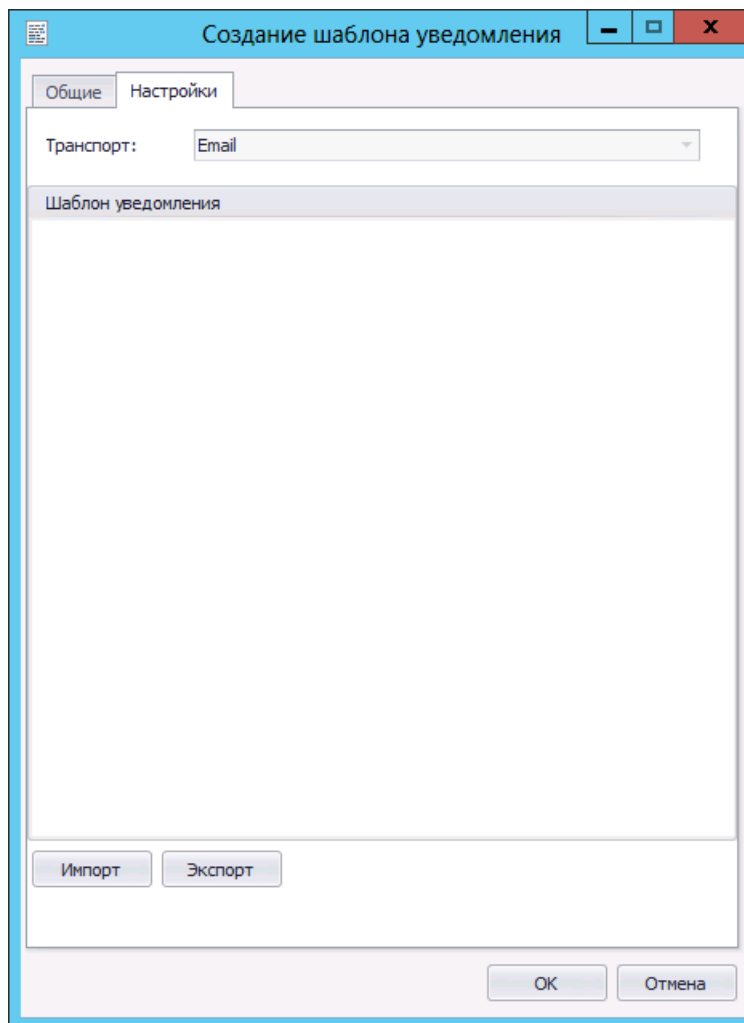 Создание шаблона уведомления
Общие Настройки
Транспорт: Email
Шаблон уведомления
Импорт Экспорт
OK Отмена